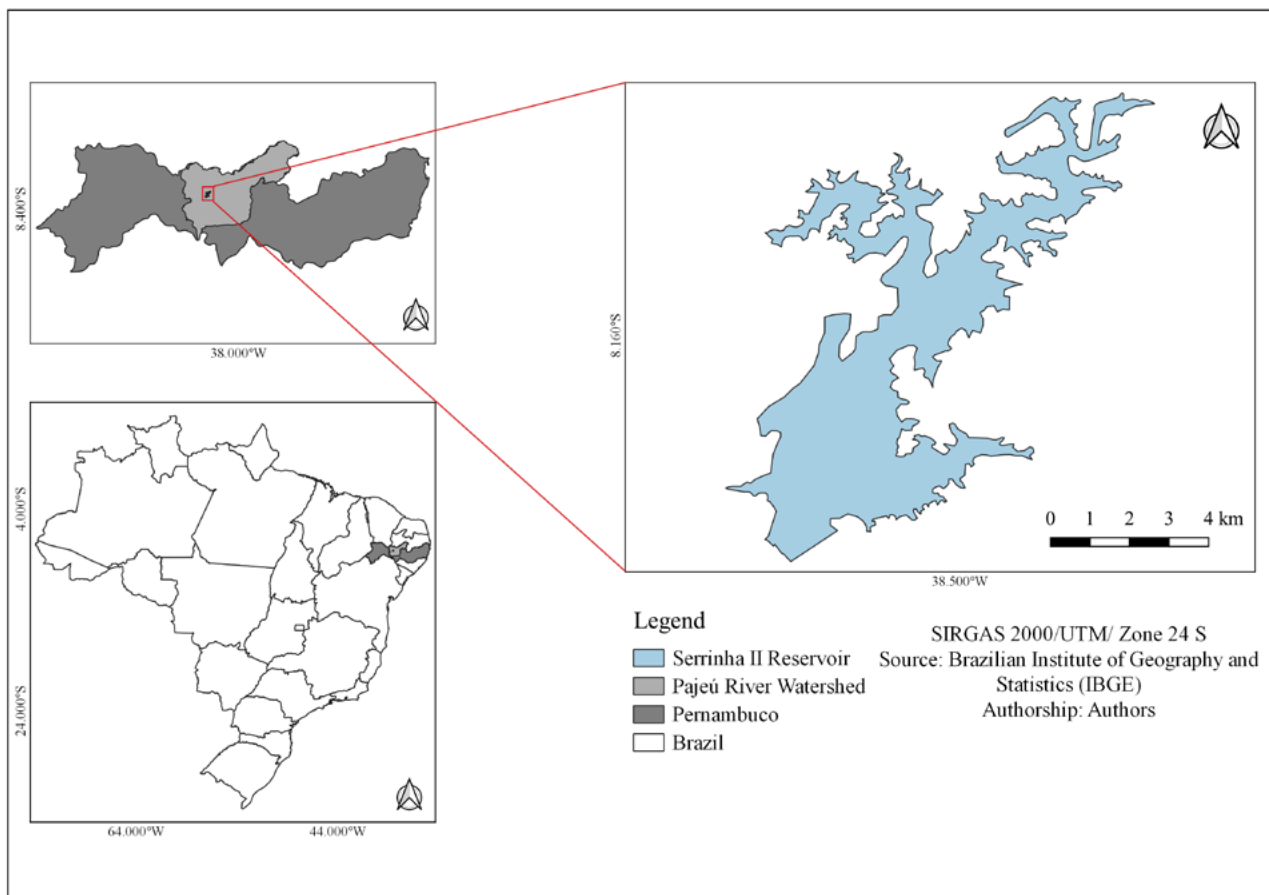 8.400°S
38.000°W
8.160°S
0 1 2 3 4 km
38.500°W
4.000°S
24.000°S
64.000°W
44.000°W
Legend
Serrinha II Reservoir
Pajeú River Watershed
Pernambuco
Brazil
SIRGAS 2000/UTM/ Zone 24 S
Source: Brazilian Institute of Geography and
Statistics (IBGE)
Authorship: Authors